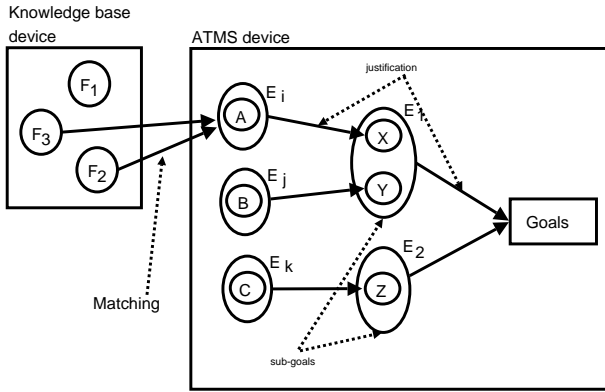 Knowledge base
device
ATMS device
F1
F3
F2
Matching
E i
A
E j
B
E k
C
justification
E 1
X
Y
E 2
Z
sub-goals
Goals